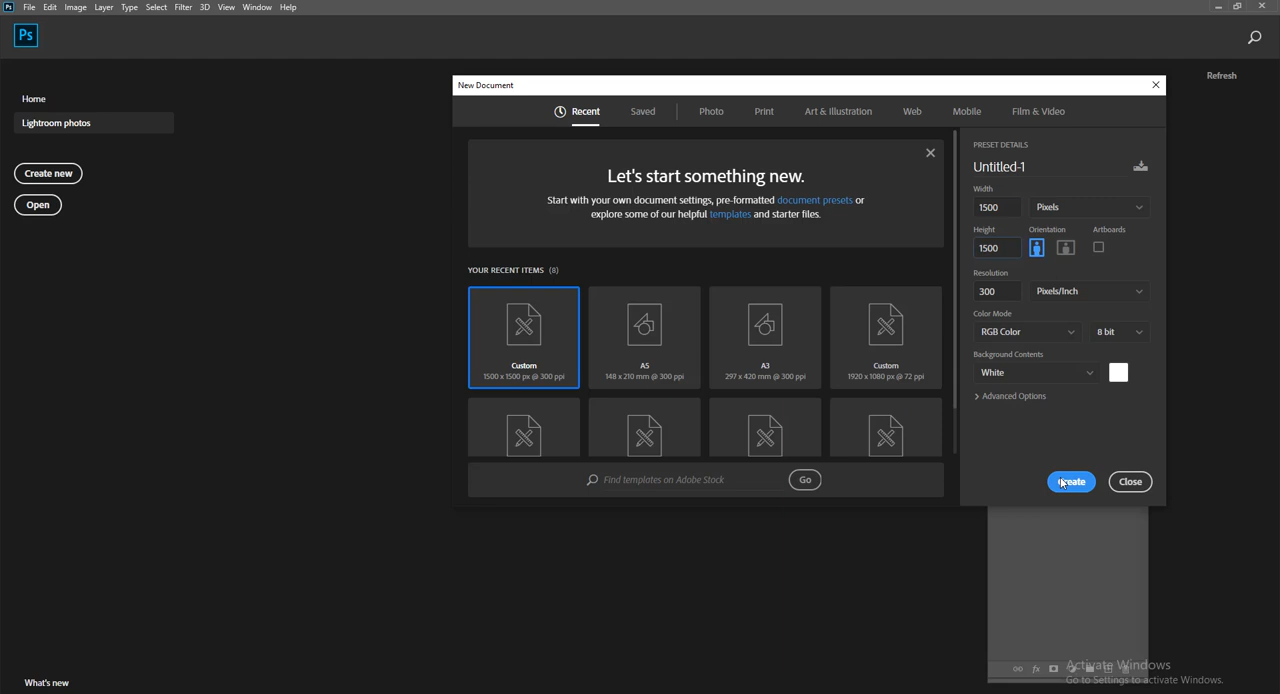 Ps File Edit Image Layer Type Select Filter 3D View Window Help
Ps
Refresh
Home
Lightroom photos
Create new
Open
What's new
New Document
Recent Saved Photo Print Art & Illustration Web Mobile Film & Video
Let's start something new.
Start with your own document settings, pre-formatted document presets or
explore some of our helpful templates and starter files.
YOUR RECENT ITEMS (8)
Custom
1500 x 1500 px @ 300 ppi
A5
148 x 210 mm @ 300 ppi
A3
297 x 420 mm @ 300 ppi
Custom
1920 x 1080 px @ 72 ppi
Find templates on Adobe Stock Go
PRESET DETAILS
Untitled-1
Width
1500 Pixels
Height Orientation Artboards
1500
Resolution
300 Pixels/Inch
Color Mode
RGB Color 8 bit
Background Contents
White
Advanced Options
Create Close
fx
Activate Windows
Go to Settings to activate Windows.